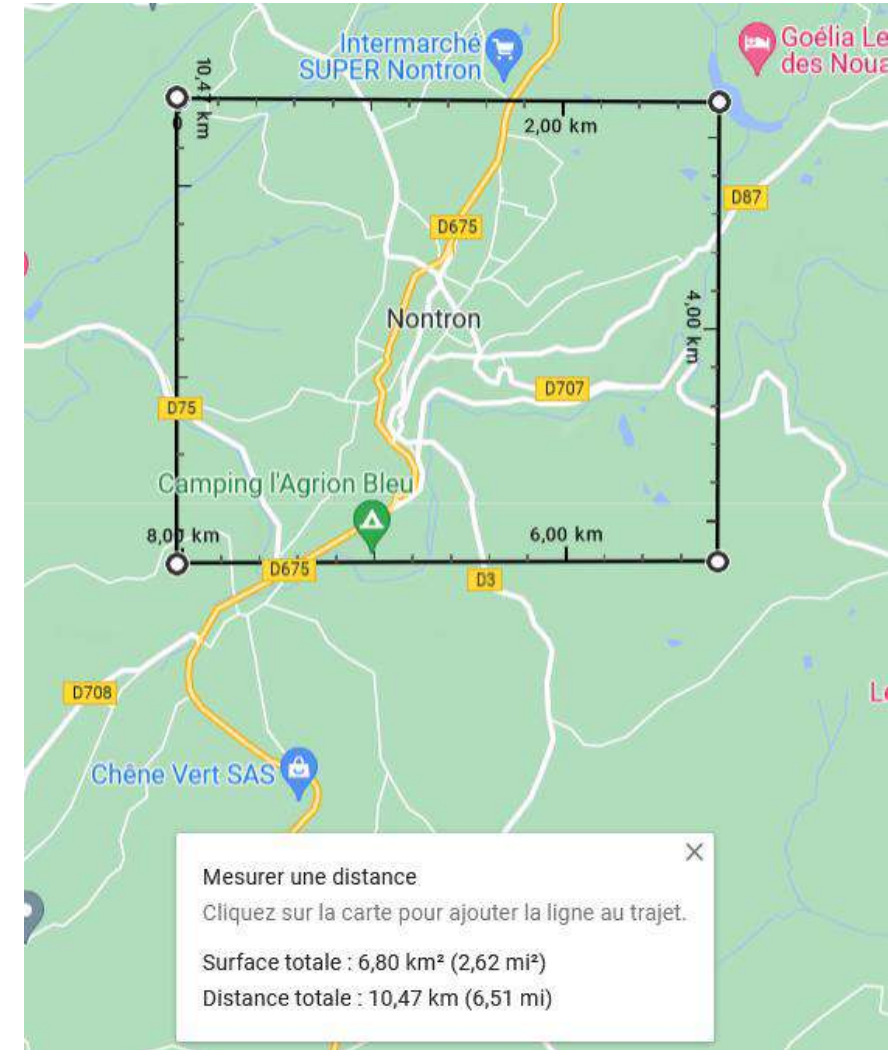 Intermarché
SUPER Nontron
Goélia Le
des Noua
10,47 km
0
2,00 km
D87
D675
Nontron
4,00 km
D707
D75
Camping l'Agrion Bleu
8,00 km
6,00 km
D675
D3
D708
Le
Chêne Vert SAS
Mesurer une distance
Cliquez sur la carte pour ajouter la ligne au trajet.
Surface totale : 6,80 km² (2,62 mi²)
Distance totale : 10,47 km (6,51 mi)